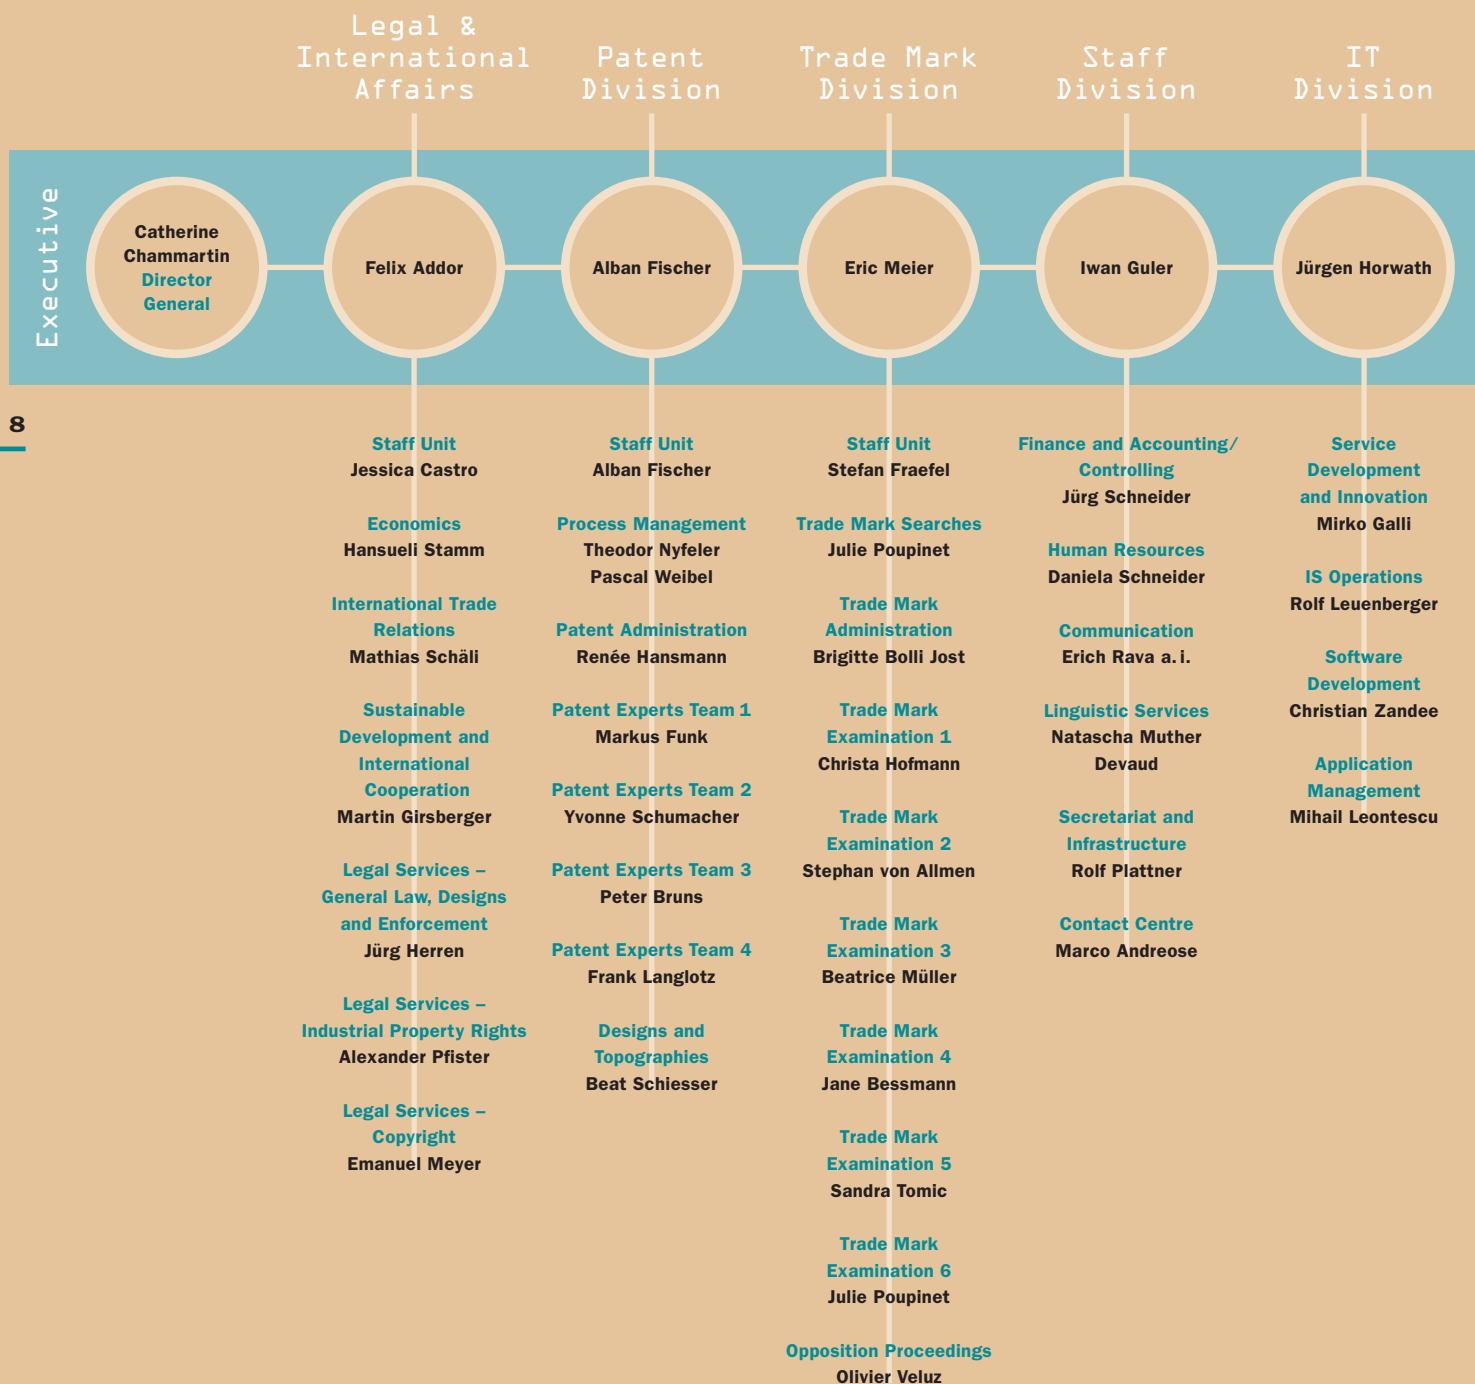 Legal &
International
Affairs
Patent
Division
Trade Mark
Division
Staff
Division
IT
Division
Executive
Catherine
Chammartin
Director
General
Felix Addor
Alban Fischer
Eric Meier
Iwan Guler
Jürgen Horwath
8
Staff Unit
Jessica Castro
Economics
Hansueli Stamm
International Trade
Relations
Mathias Schäli
Sustainable
Development and
International
Cooperation
Martin Girsberger
Legal Services –
General Law, Designs
and Enforcement
Jürg Herren
Legal Services –
Industrial Property Rights
Alexander Pfister
Legal Services –
Copyright
Emanuel Meyer
Staff Unit
Alban Fischer
Process Management
Theodor Nyfeler
Pascal Weibel
Patent Administration
Renée Hansmann
Patent Experts Team 1
Markus Funk
Patent Experts Team 2
Yvonne Schumacher
Patent Experts Team 3
Peter Bruns
Patent Experts Team 4
Frank Langlotz
Designs and
Topographies
Beat Schiesser
Staff Unit
Stefan Fraefel
Trade Mark Searches
Julie Poupinet
Trade Mark
Administration
Brigitte Bolli Jost
Trade Mark
Examination 1
Christa Hofmann
Trade Mark
Examination 2
Stephan von Allmen
Trade Mark
Examination 3
Beatrice Müller
Trade Mark
Examination 4
Jane Bessmann
Trade Mark
Examination 5
Sandra Tomic
Trade Mark
Examination 6
Julie Poupinet
Opposition Proceedings
Olivier Veluz
Finance and Accounting/
Controlling
Jürg Schneider
Human Resources
Daniela Schneider
Communication
Erich Rava a. i.
Linguistic Services
Natascha Muther
Devaud
Secretariat and
Infrastructure
Rolf Plattner
Contact Centre
Marco Andreose
Service
Development
and Innovation
Mirko Galli
IS Operations
Rolf Leuenberger
Software
Development
Christian Zandee
Application
Management
Mihail Leontescu